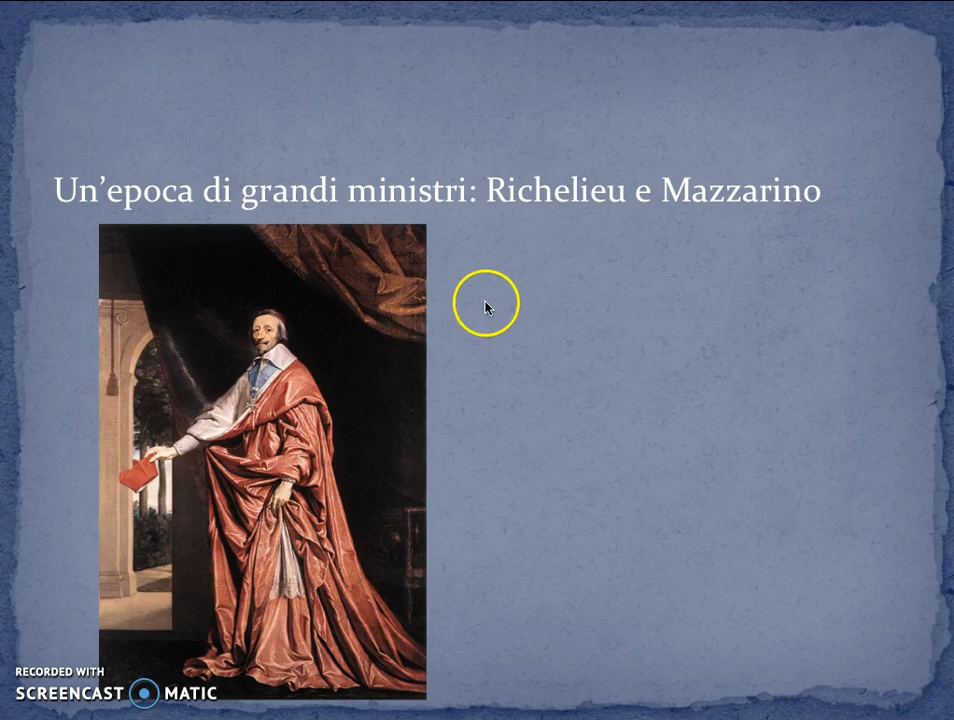 Un’epoca di grandi ministri: Richelieu e Mazzarino
RECORDED WITH
SCREENCAST MATIC